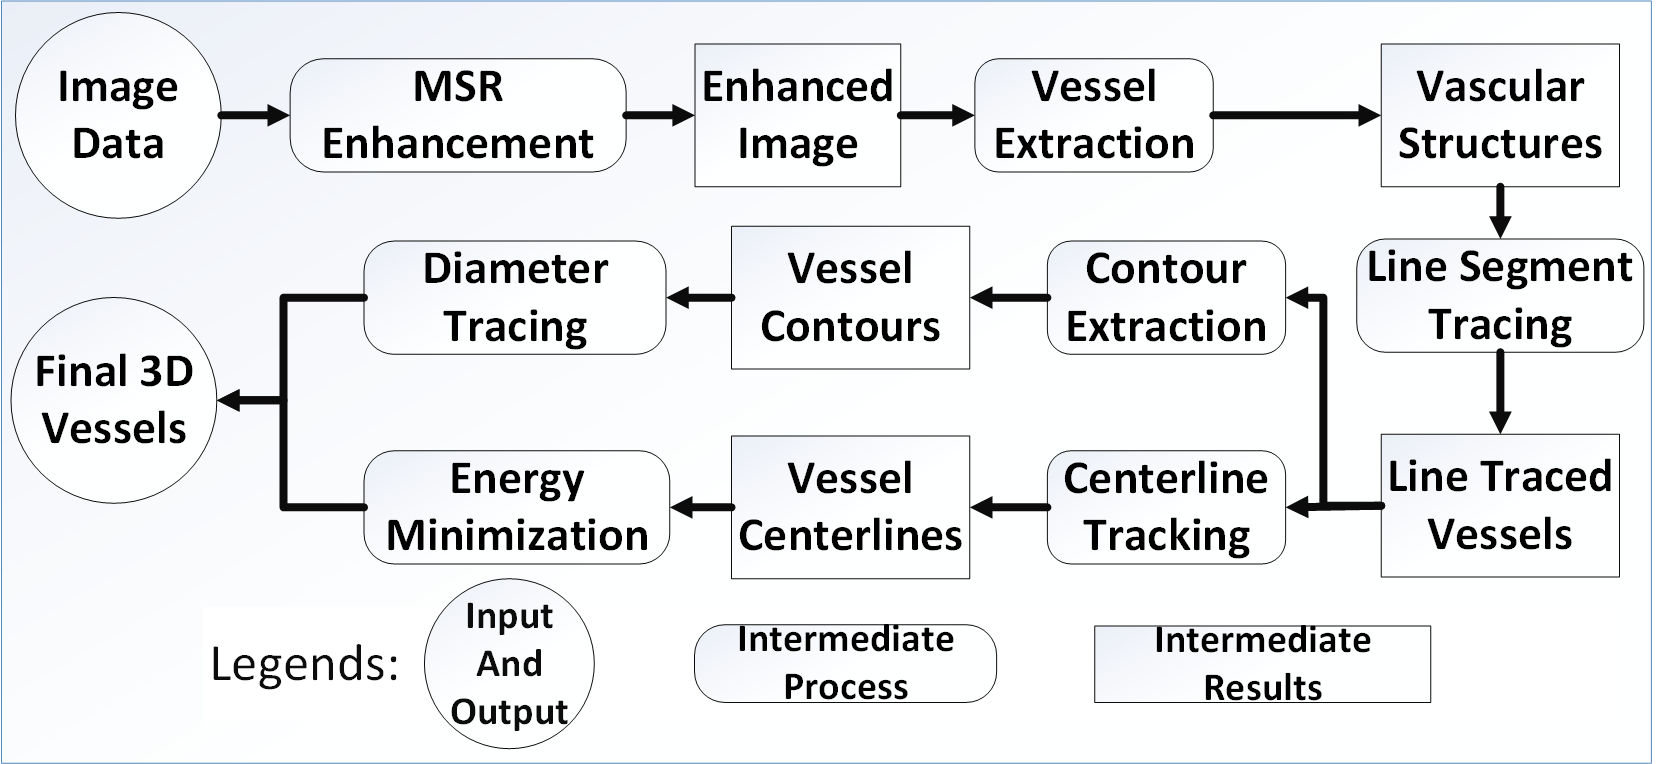 Image
Data
MSR
Enhancement
Enhanced
Image
Vessel
Extraction
Vascular
Structures
Line Segment
Tracing
Line Traced
Vessels
Contour
Extraction
Vessel
Contours
Diameter
Tracing
Centerline
Tracking
Vessel
Centerlines
Energy
Minimization
Final 3D
Vessels
Legends:
Input
And
Output
Intermediate
Process
Intermediate
Results